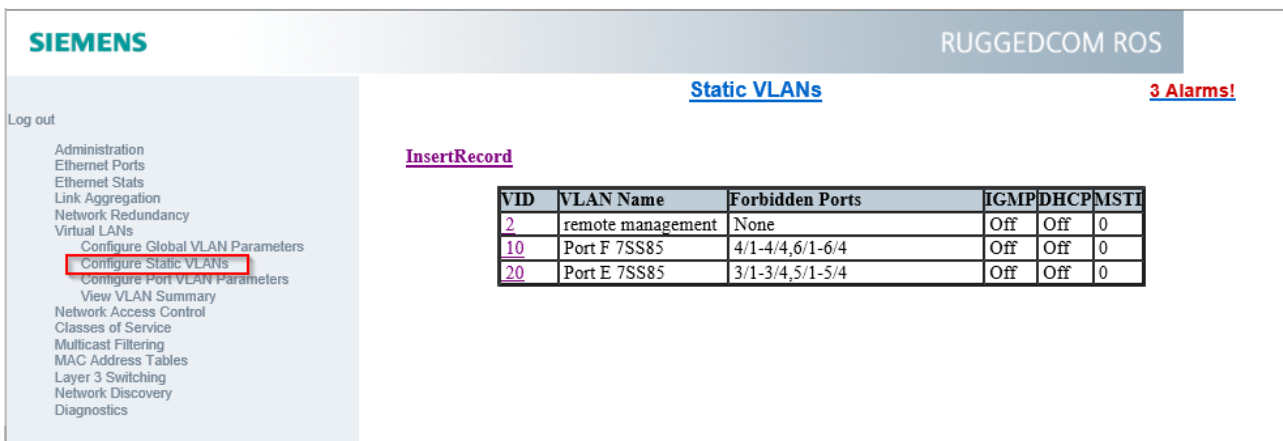 SIEMENS
RUGGEDCOM ROS
Static VLANs
3 Alarms!
Log out
Administration
Ethernet Ports
Ethernet Stats
Link Aggregation
Network Redundancy
Virtual LANs
Configure Global VLAN Parameters
Configure Static VLANs
Configure Port VLAN Parameters
View VLAN Summary
Network Access Control
Classes of Service
Multicast Filtering
MAC Address Tables
Layer 3 Switching
Network Discovery
Diagnostics
InsertRecord
VID VLAN Name Forbidden Ports IGMP DHCP MSTI
2 remote management None Off Off 0
10 Port F 7SS85 4/1-4/4,6/1-6/4 Off Off 0
20 Port E 7SS85 3/1-3/4,5/1-5/4 Off Off 0